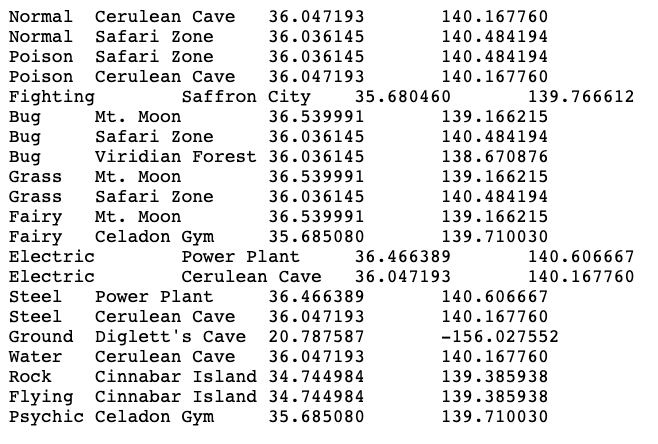 Normal	Cerulean Cave	36.047193	140.167760
Normal	Safari Zone	36.036145	140.484194
Poison	Safari Zone	36.036145	140.484194
Poison	Cerulean Cave	36.047193	140.167760
Fighting	Saffron City	35.680460	139.766612
Bug	Mt. Moon	36.539991	139.166215
Bug	Safari Zone	36.036145	140.484194
Bug	Viridian Forest	36.036145	138.670876
Grass	Mt. Moon	36.539991	139.166215
Grass	Safari Zone	36.036145	140.484194
Fairy	Mt. Moon	36.539991	139.166215
Fairy	Celadon Gym	35.685080	139.710030
Electric	Power Plant	36.466389	140.606667
Electric	Cerulean Cave	36.047193	140.167760
Steel	Power Plant	36.466389	140.606667
Steel	Cerulean Cave	36.047193	140.167760
Ground	Diglett's Cave	20.787587	-156.027552
Water	Cerulean Cave	36.047193	140.167760
Rock	Cinnabar Island	34.744984	139.385938
Flying	Cinnabar Island	34.744984	139.385938
Psychic	Celadon Gym	35.685080	139.710030